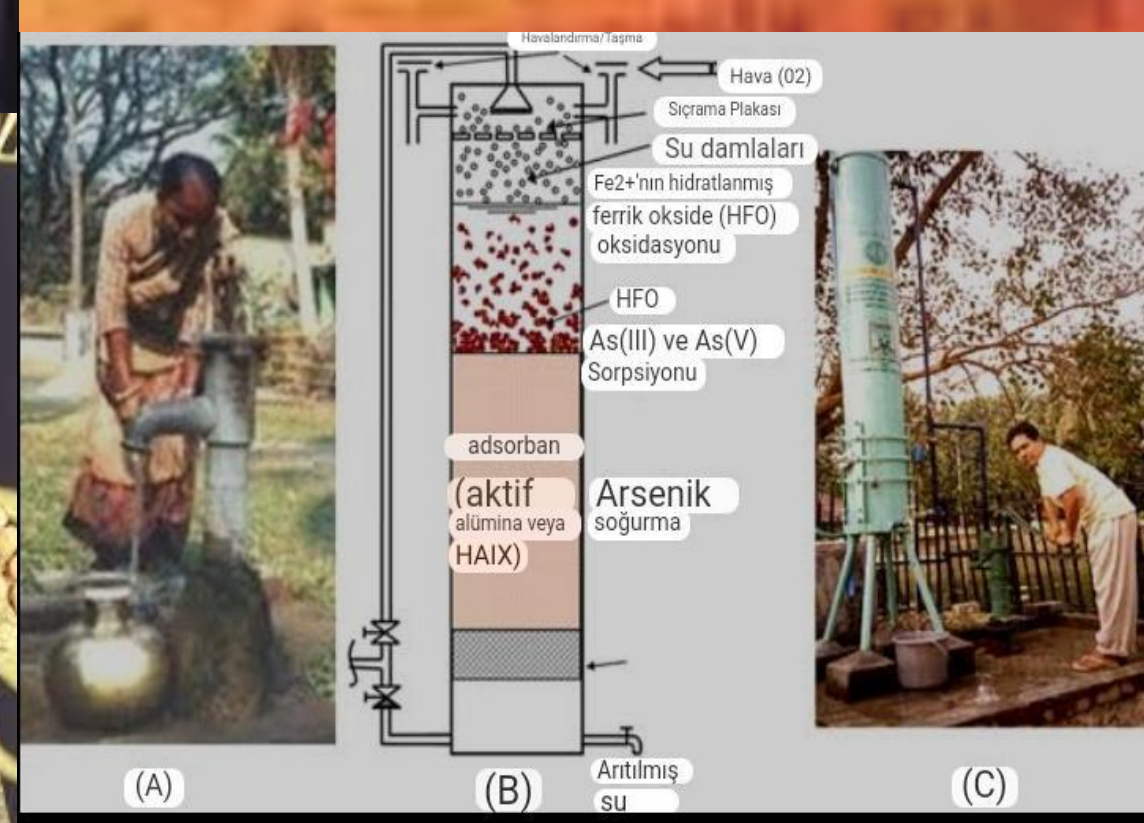 Havalandırma/Taşma
Hava (02)
Sıçrama Plakası
Su damlaları
Fe2+'nın hidratlanmış
ferrik okside (HFO)
oksidasyonu
HFO
As(III) ve As(V)
Sorpsiyonu
adsorban
(aktif
alümina veya
HAIX)
Arsenik
soğurma
Arıtılmış
su
(A)
(B)
(C)